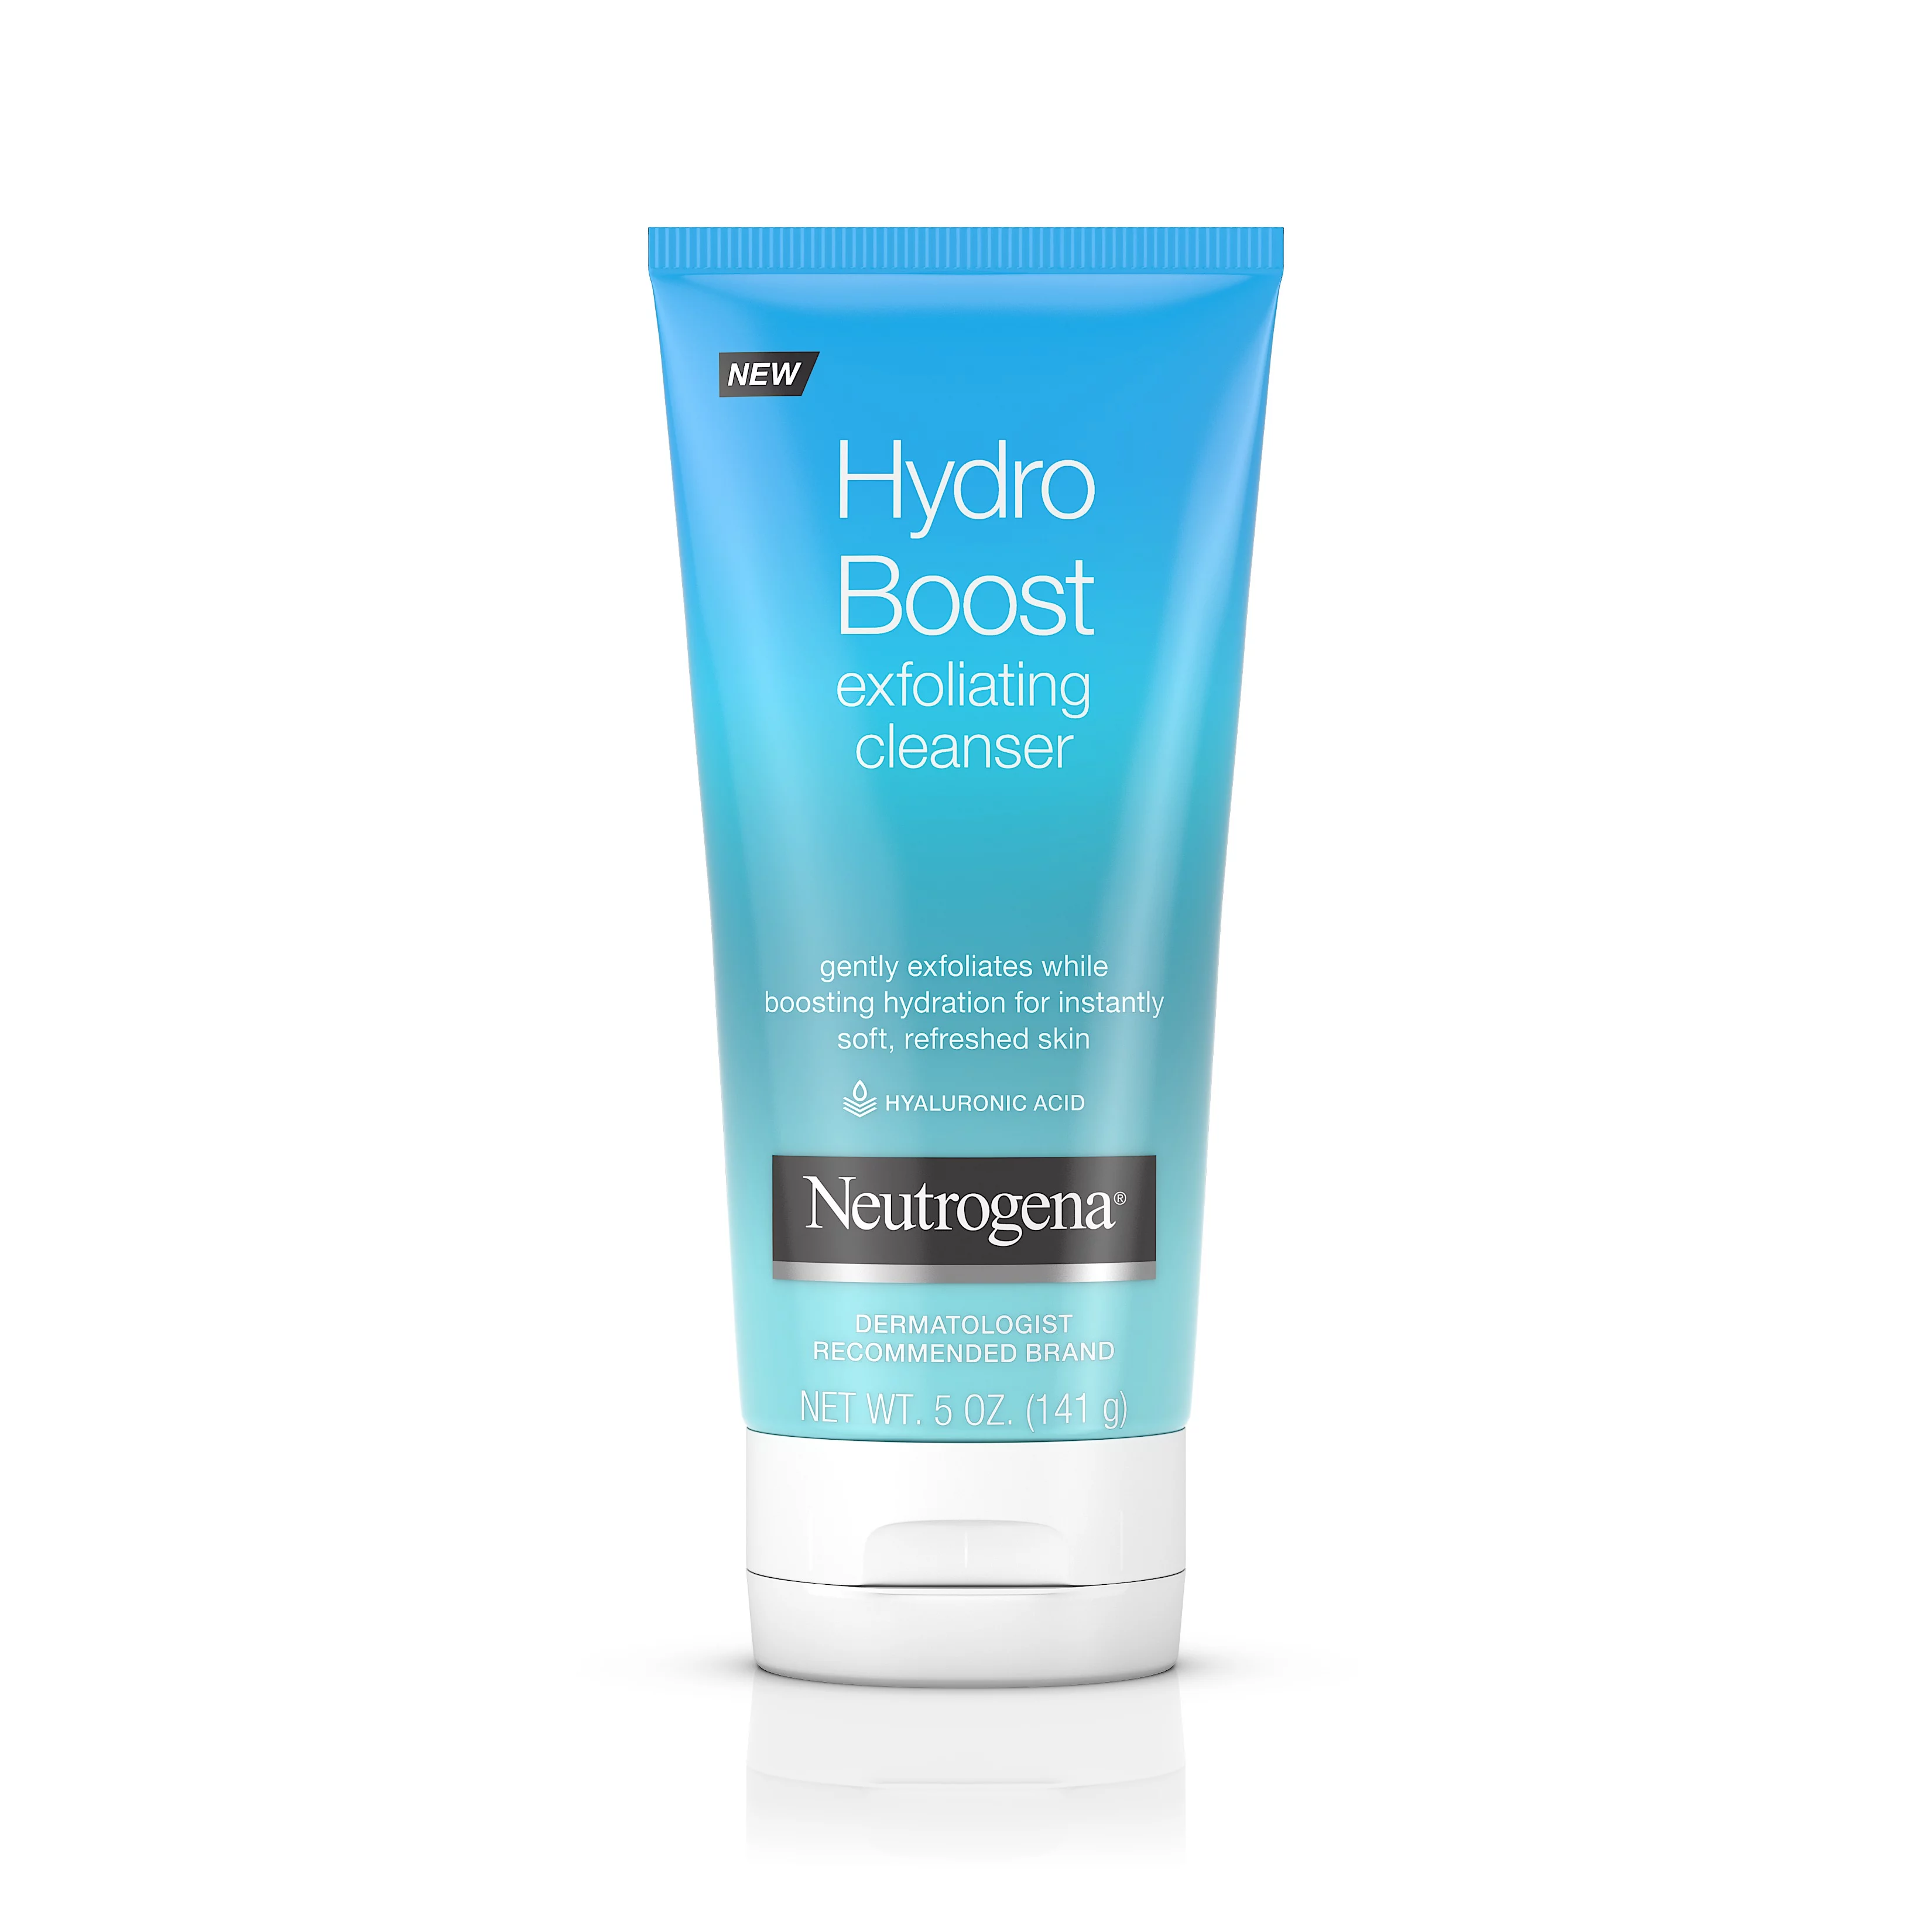 NEW
Hydro
Boost
exfoliating
cleanser
gently exfoliates while
boosting hydration for instantly
soft, refreshed skin
HYALURONIC ACID
Neutrogena®
DERMATOLOGIST
RECOMMENDED BRAND
NET WT. 5 OZ. (141 g)